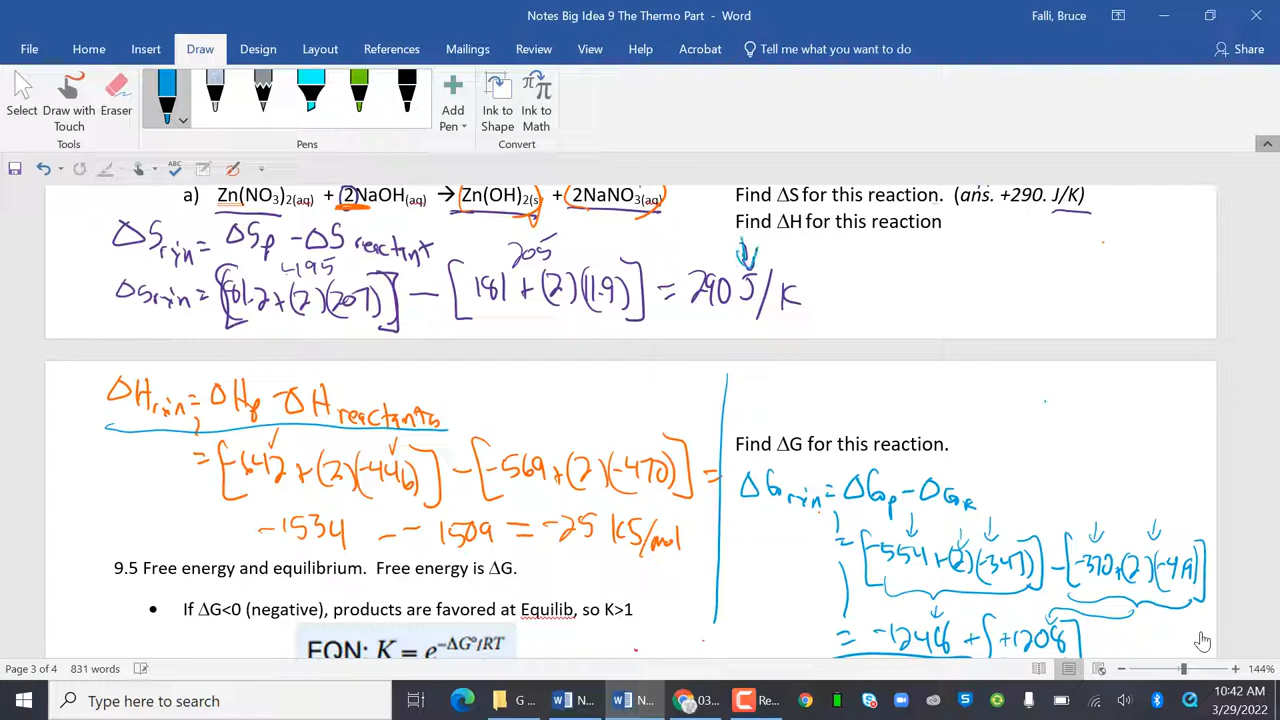 Notes Big Idea 9 The Thermo Part - Word
Falli, Bruce
File Home Insert Draw Design Layout References Mailings Review View Help Acrobat Tell me what you want to do Share
Select Draw with Touch Eraser Add Pen Ink to Shape Ink to Math
Tools Pens Convert
a) Zn(NO3)2(aq) + 2NaOH(aq) → Zn(OH)2(s) + 2NaNO3(aq) Find ΔS for this reaction. (ans. +290. J/K)
Find ΔH for this reaction
ΔSrxn = ΔSp - ΔS reactant
495 205
ΔSrxn = [81.2 + (2)(207)] - [181 + (2)(11.9)] = 290 J/K
ΔHrxn = ΔHp - ΔH reactants
= [-642 + (2)(-446)] - [-569 + (2)(-470)] =
-1534 - -1509 = -25 KJ/mol
Find ΔG for this reaction.
ΔGrxn = ΔGp - ΔGR
= [-554 + (2)(-347)] - [-370 + (2)(-419)]
= -1248 + [+1208]
9.5 Free energy and equilibrium. Free energy is ΔG.
• If ΔG<0 (negative), products are favored at Equilib, so K>1
EQN: K = e^-ΔG°/RT
Page 3 of 4 831 words 144%
Type here to search
G N... N... 03... Re...
10:42 AM
3/29/2022